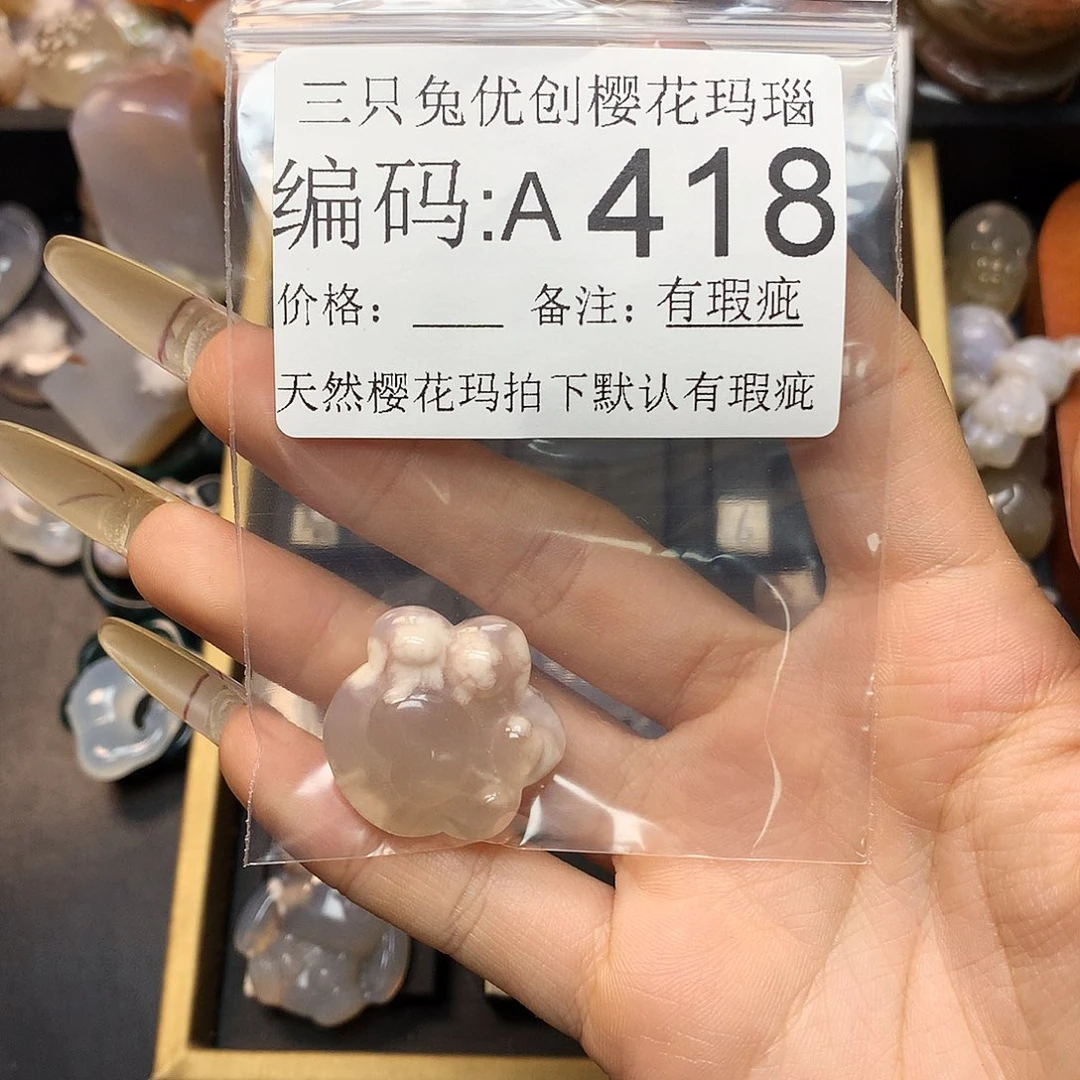 三只兔优创樱花玛瑙
编码:A 418
价格：____ 备注：有瑕疵
天然樱花玛拍下默认有瑕疵